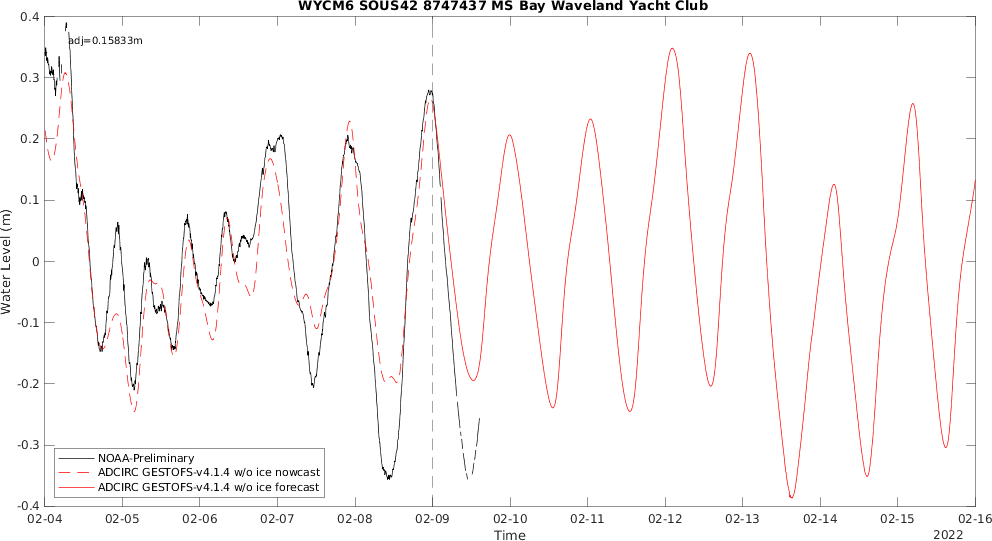 WYCM6 SOUS42 8747437 MS Bay Waveland Yacht Club
adj=0.15833m
0.4
0.3
0.2
0.1
0
-0.1
-0.2
-0.3
-0.4
Water Level (m)
NOAA-Preliminary
ADCIRC GESTOFS-v4.1.4 w/o ice nowcast
ADCIRC GESTOFS-v4.1.4 w/o ice forecast
02-04 02-05 02-06 02-07 02-08 02-09 02-10 02-11 02-12 02-13 02-14 02-15 02-16
Time
2022